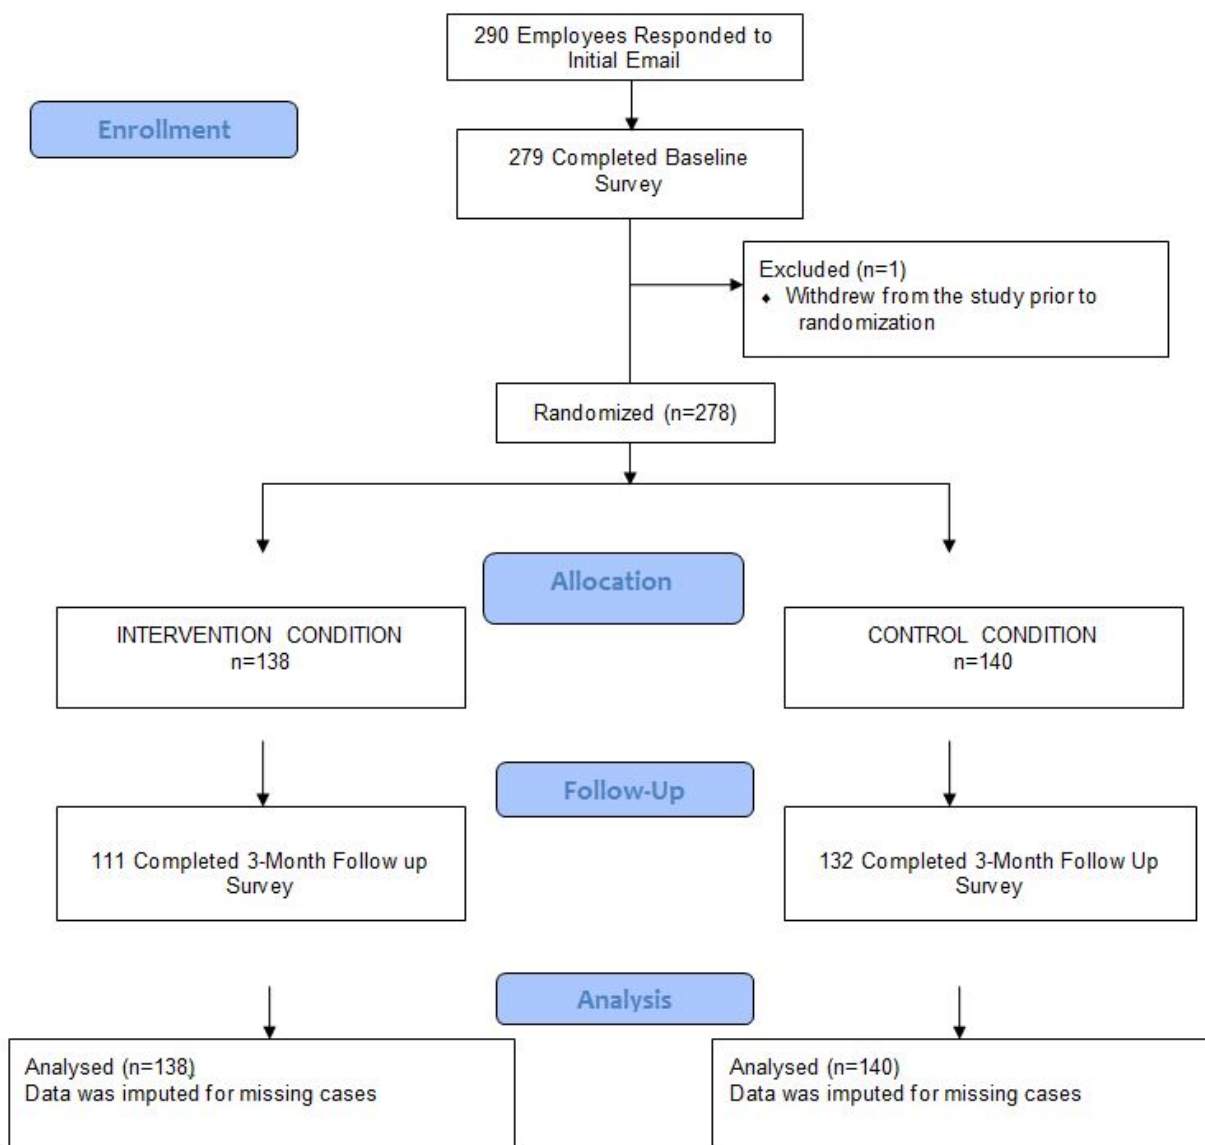 290 Employees Responded to
Initial Email
Enrollment
279 Completed Baseline
Survey
Excluded (n=1)
♦ Withdrew from the study prior to
randomization
Randomized (n=278)
Allocation
INTERVENTION CONDITION
n=138
CONTROL CONDITION
n=140
Follow-Up
111 Completed 3-Month Follow up
Survey
132 Completed 3-Month Follow Up
Survey
Analysis
Analysed (n=138)
Data was imputed for missing cases
Analysed (n=140)
Data was imputed for missing cases